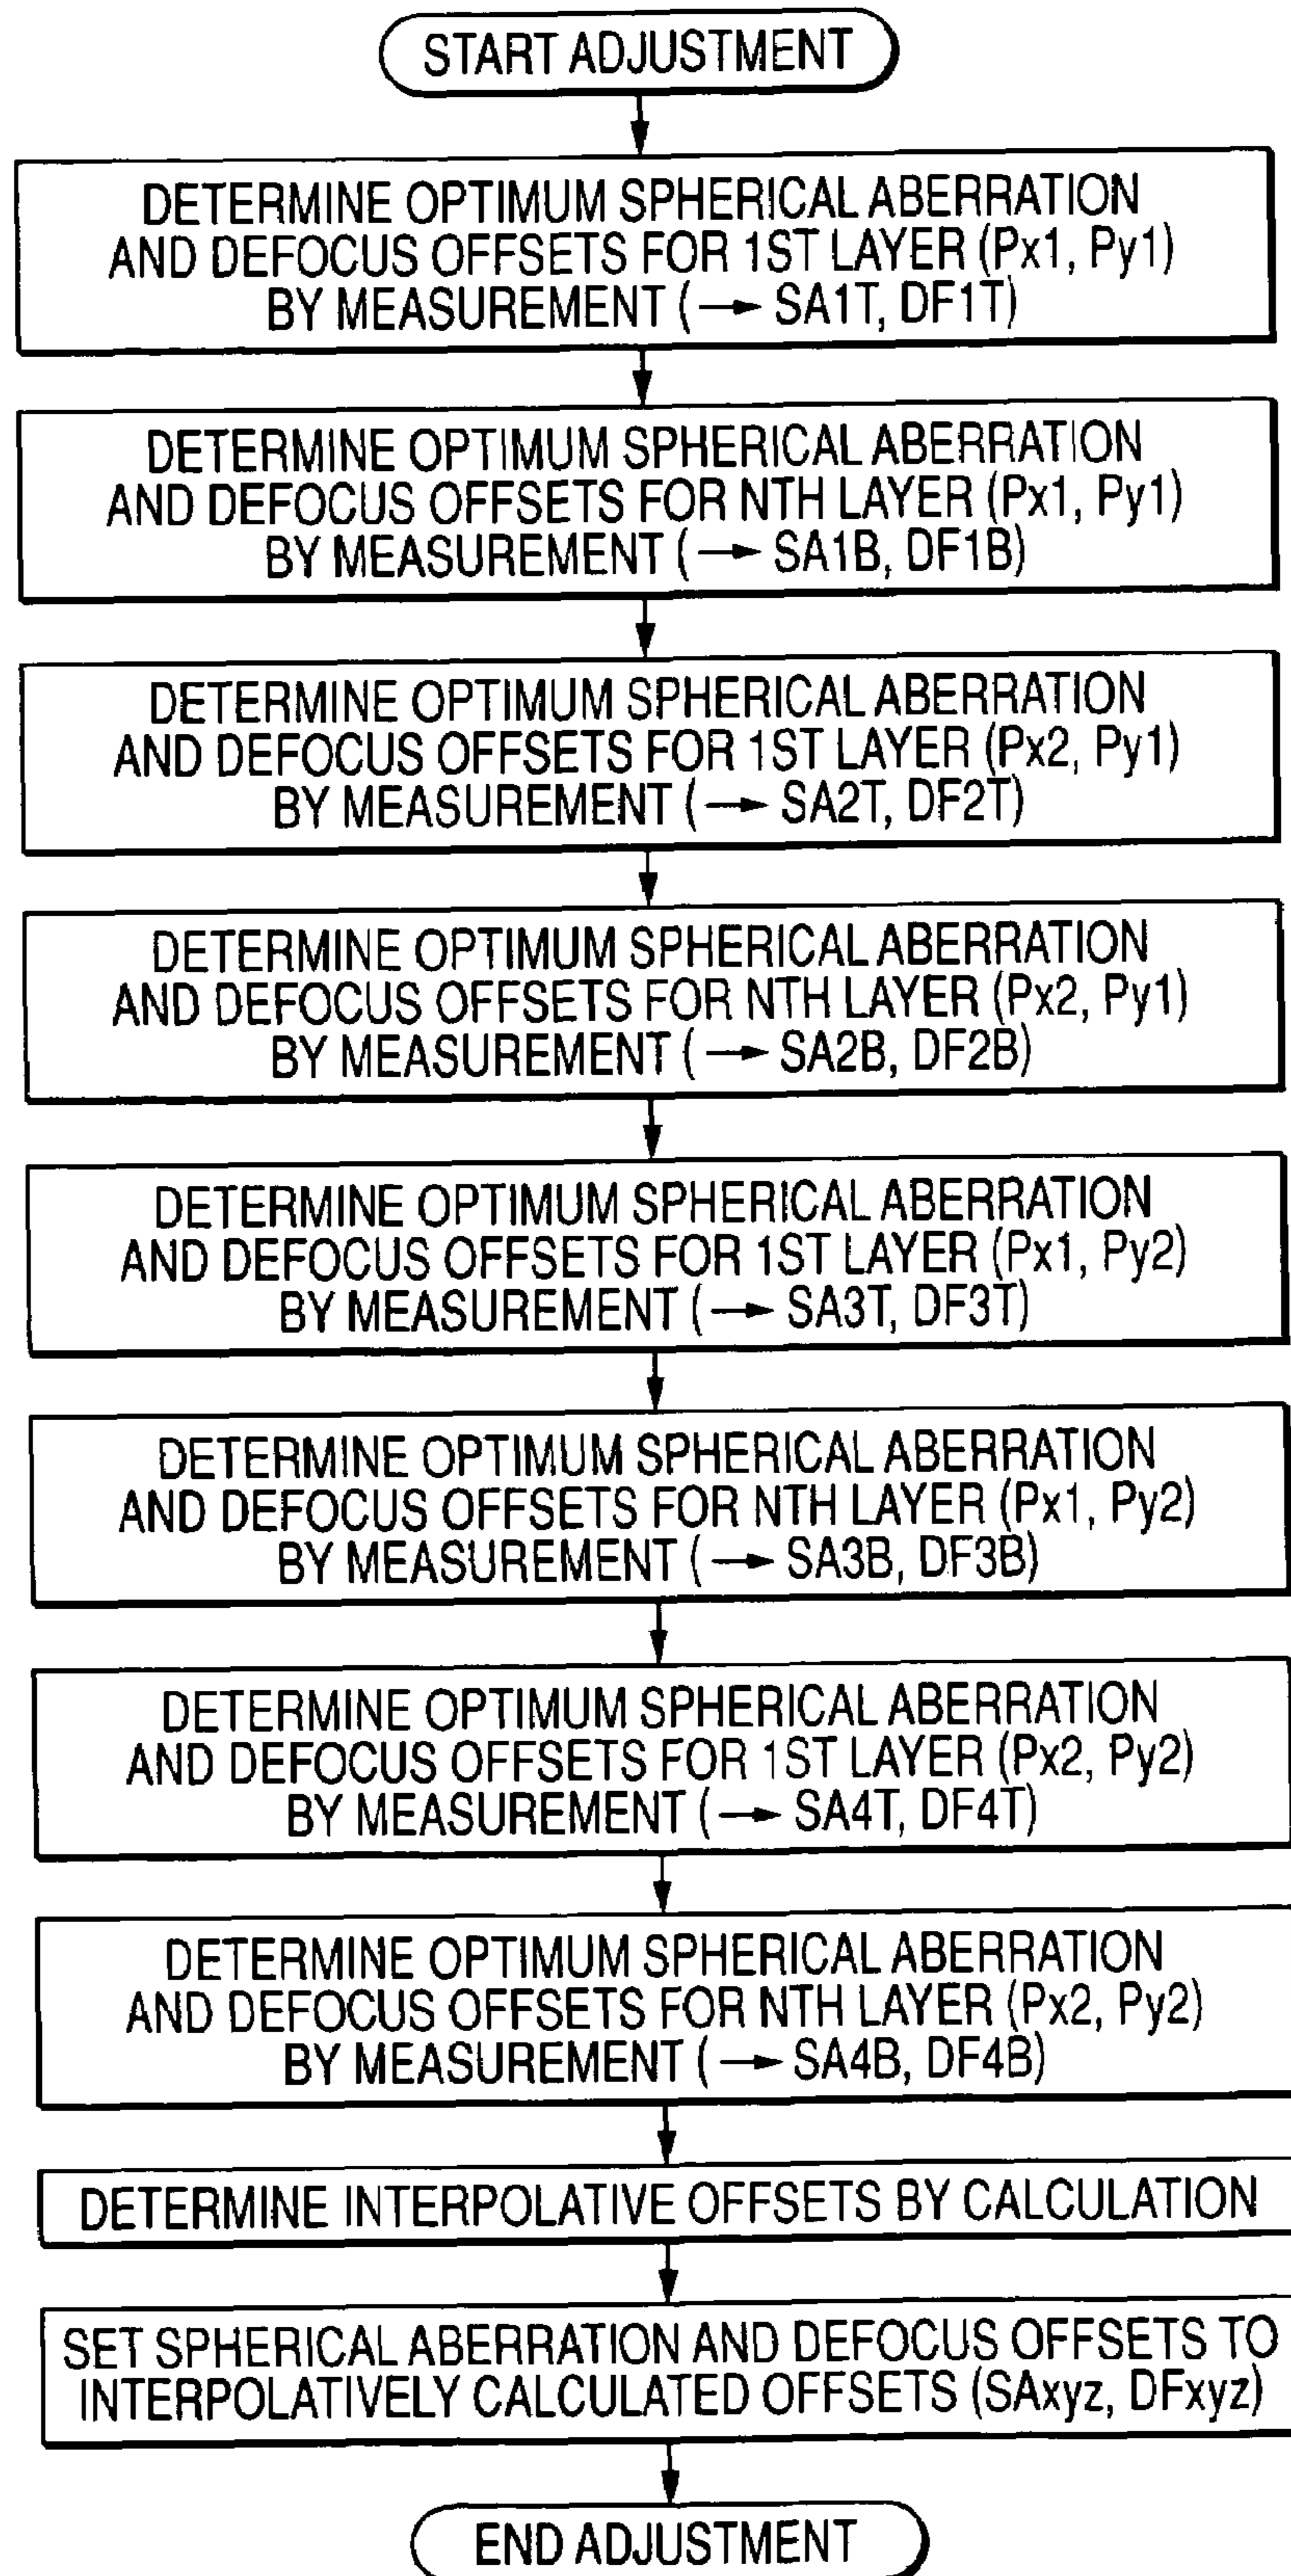 START ADJUSTMENT
DETERMINE OPTIMUM SPHERICAL ABERRATION
AND DEFOCUS OFFSETS FOR 1ST LAYER (Px1, Py1)
BY MEASUREMENT (→ SA1T, DF1T)
DETERMINE OPTIMUM SPHERICAL ABERRATION
AND DEFOCUS OFFSETS FOR NTH LAYER (Px1, Py1)
BY MEASUREMENT (→ SA1B, DF1B)
DETERMINE OPTIMUM SPHERICAL ABERRATION
AND DEFOCUS OFFSETS FOR 1ST LAYER (Px2, Py1)
BY MEASUREMENT (→ SA2T, DF2T)
DETERMINE OPTIMUM SPHERICAL ABERRATION
AND DEFOCUS OFFSETS FOR NTH LAYER (Px2, Py1)
BY MEASUREMENT (→ SA2B, DF2B)
DETERMINE OPTIMUM SPHERICAL ABERRATION
AND DEFOCUS OFFSETS FOR 1ST LAYER (Px1, Py2)
BY MEASUREMENT (→ SA3T, DF3T)
DETERMINE OPTIMUM SPHERICAL ABERRATION
AND DEFOCUS OFFSETS FOR NTH LAYER (Px1, Py2)
BY MEASUREMENT (→ SA3B, DF3B)
DETERMINE OPTIMUM SPHERICAL ABERRATION
AND DEFOCUS OFFSETS FOR 1ST LAYER (Px2, Py2)
BY MEASUREMENT (→ SA4T, DF4T)
DETERMINE OPTIMUM SPHERICAL ABERRATION
AND DEFOCUS OFFSETS FOR NTH LAYER (Px2, Py2)
BY MEASUREMENT (→ SA4B, DF4B)
DETERMINE INTERPOLATIVE OFFSETS BY CALCULATION
SET SPHERICAL ABERRATION AND DEFOCUS OFFSETS TO
INTERPOLATIVELY CALCULATED OFFSETS (SAxyz, DFxyz)
END ADJUSTMENT